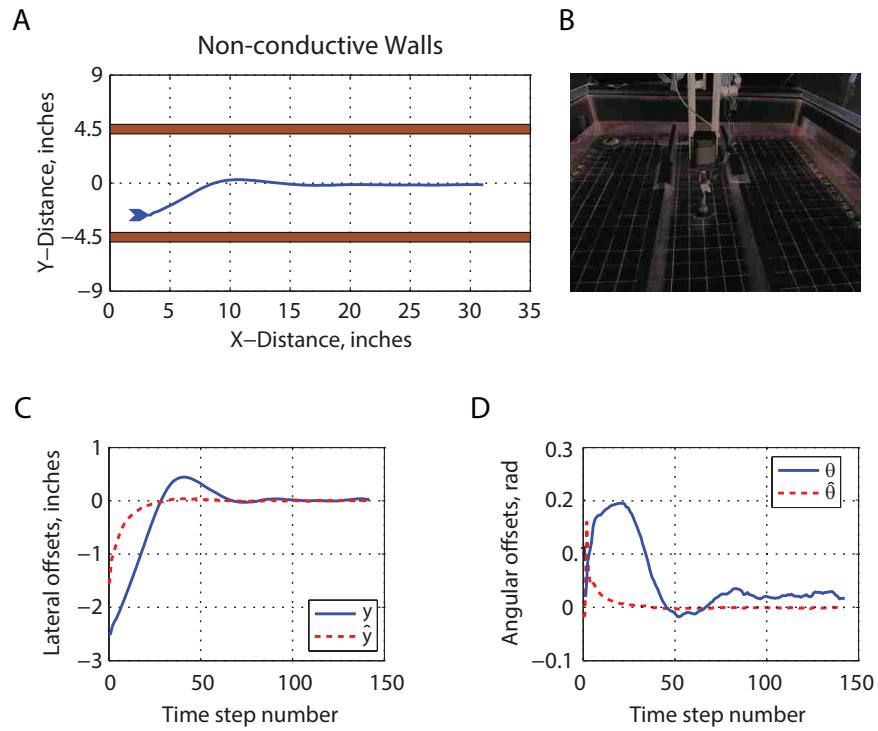 A
Non-conductive Walls
9
4.5
0
−4.5
−9
Y−Distance, inches
0
5
10
15
20
25
30
35
X−Distance, inches
B
C
1
0
−1
−2
−3
Lateral offsets, inches
y
ŷ
0
50
100
150
Time step number
D
0.3
0.2
0
0
−0.1
Angular offsets, rad
θ
θ̂
0
50
100
150
Time step number